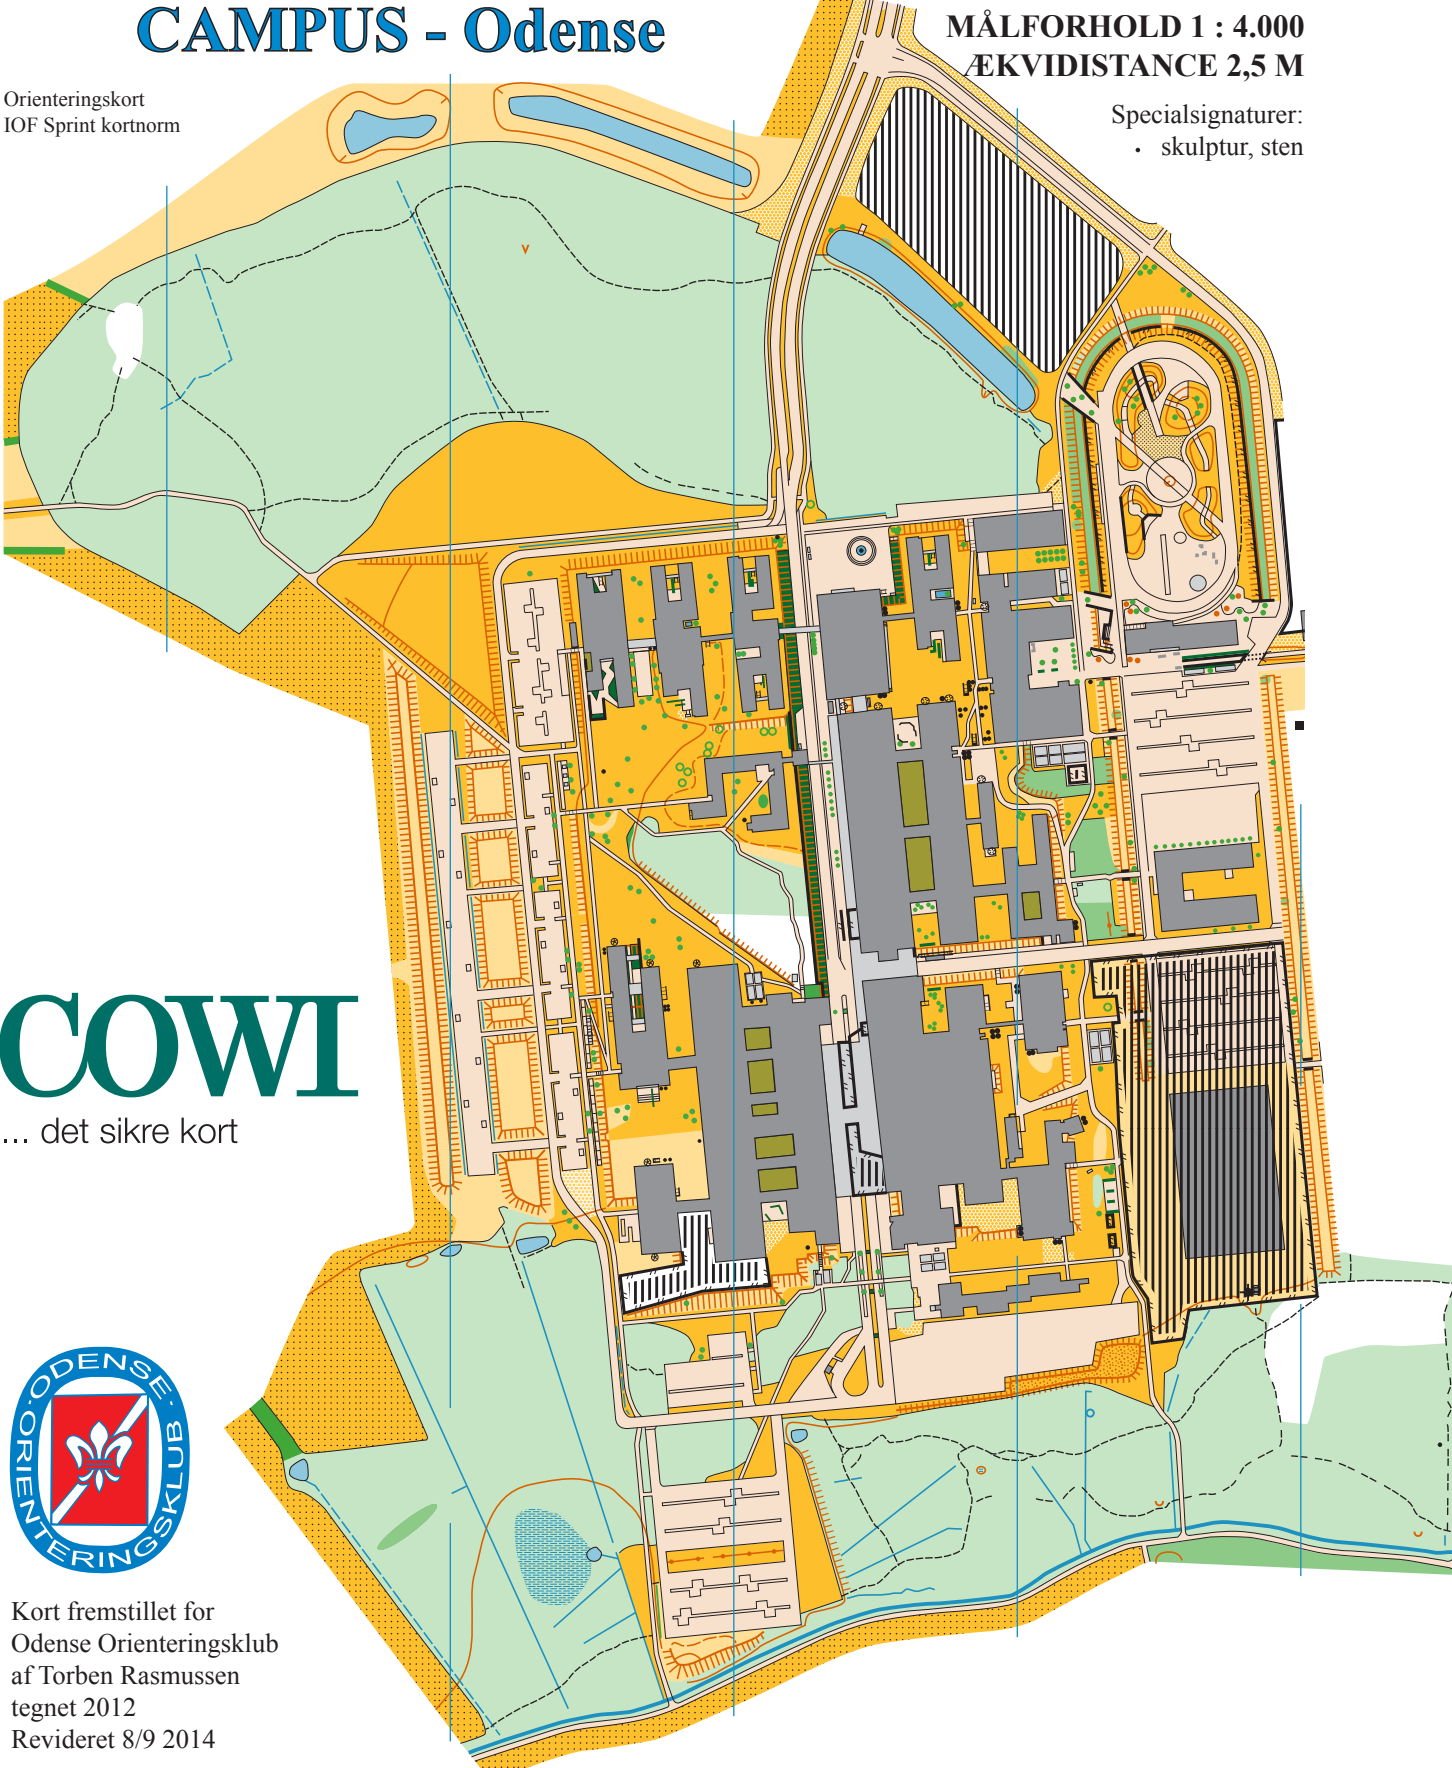 CAMPUS - Odense
MÅLFORHOLD 1 : 4.000
ÆKVIDISTANCE 2,5 M
Orienteringskort
IOF Sprint kortnorm
Specialsignaturer:
skulptur, sten
COWI
... det sikre kort
ODENSE · ORIENTERINGSKLUB ·
Kort fremstillet for
Odense Orienteringsklub
af Torben Rasmussen
tegnet 2012
Revideret 8/9 2014